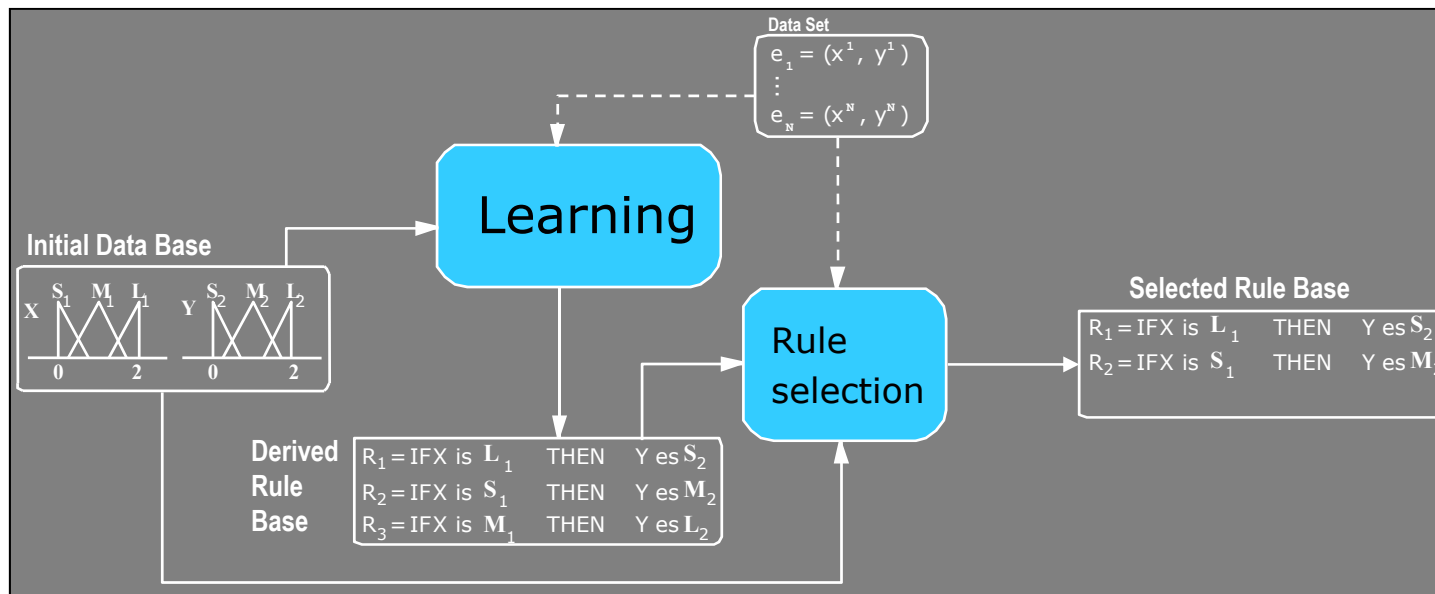 Data Set
e₁ = (x¹, y¹)
⋮
e_N = (x^N, y^N)
Learning
Initial Data Base
X S₁ M₁ L₁ Y S₂ M₂ L₂
0 2 0 2
Selected Rule Base
R₁ = IFX is L₁ THEN Y es S₂
R₂ = IFX is S₁ THEN Y es M₂
Rule
selection
Derived
Rule
Base
R₁ = IFX is L₁ THEN Y es S₂
R₂ = IFX is S₁ THEN Y es M₂
R₃ = IFX is M₁ THEN Y es L₂